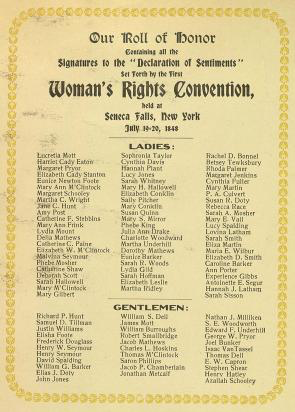 Our Roll of Honor
Containing all the
Signatures to the "Declaration of Sentiments"
Set Forth by the First
Woman's Rights Convention,
held at
Seneca Falls, New York
July 19-20, 1848
LADIES:
Lucretia Mott
Harriet Cady Eaton
Margaret Pryor
Elizabeth Cady Stanton
Eunice Newton Foote
Mary Ann M'Clintock
Margaret Schooley
Martha C. Wright
Jane C. Hunt
Amy Post
Catherine F. Stebbins
Mary Ann Frink
Lydia Mount
Delia Mathews
Catherine C. Paine
Elizabeth W. M'Clintock
Malvina Seymour
Phebe Mosher
Catherine Shaw
Deborah Scott
Sarah Hallowell
Mary M'Clintock
Mary Gilbert
Sophronia Taylor
Cynthia Davis
Hannah Plant
Lucy Jones
Sarah Whitney
Mary H. Hallowell
Elizabeth Conklin
Sally Pitcher
Mary Conklin
Susan Quinn
Mary S. Mirror
Phebe King
Julia Ann Drake
Charlotte Woodward
Martha Underhill
Dorothy Mathews
Eunice Barker
Sarah R. Woods
Lydia Gild
Sarah Hoffman
Elizabeth Leslie
Martha Ridley
Rachel D. Bonnel
Betsey Tewksbury
Rhoda Palmer
Margaret Jenkins
Cynthia Fuller
Mary Martin
P. A. Culvert
Susan R. Doty
Rebecca Race
Sarah A. Mosher
Mary E. Vail
Lucy Spalding
Lovina Latham
Sarah Smith
Eliza Martin
Maria E. Wilbur
Elizabeth D. Smith
Caroline Barker
Ann Porter
Experience Gibbs
Antoinette E. Segur
Hannah J. Latham
Sarah Sisson
GENTLEMEN:
Richard P. Hunt
Samuel D. Tillman
Justin Williams
Elisha Foote
Frederick Douglass
Henry W. Seymour
Henry Seymour
David Spalding
William G. Barker
Elias J. Doty
John Jones
William S. Dell
James Mott
William Burroughs
Robert Smallbridge
Jacob Mathews
Charles L. Hoskins
Thomas M'Clintock
Saron Phillips
Jacob P. Chamberlain
Jonathan Metcalf
Nathan J. Milliken
S. E. Woodworth
Edward F. Underhill
George W. Pryor
Joel Bunker
Isaac VanTassel
Thomas Dell
E. W. Capron
Stephen Shear
Henry Hatley
Azaliah Schooley